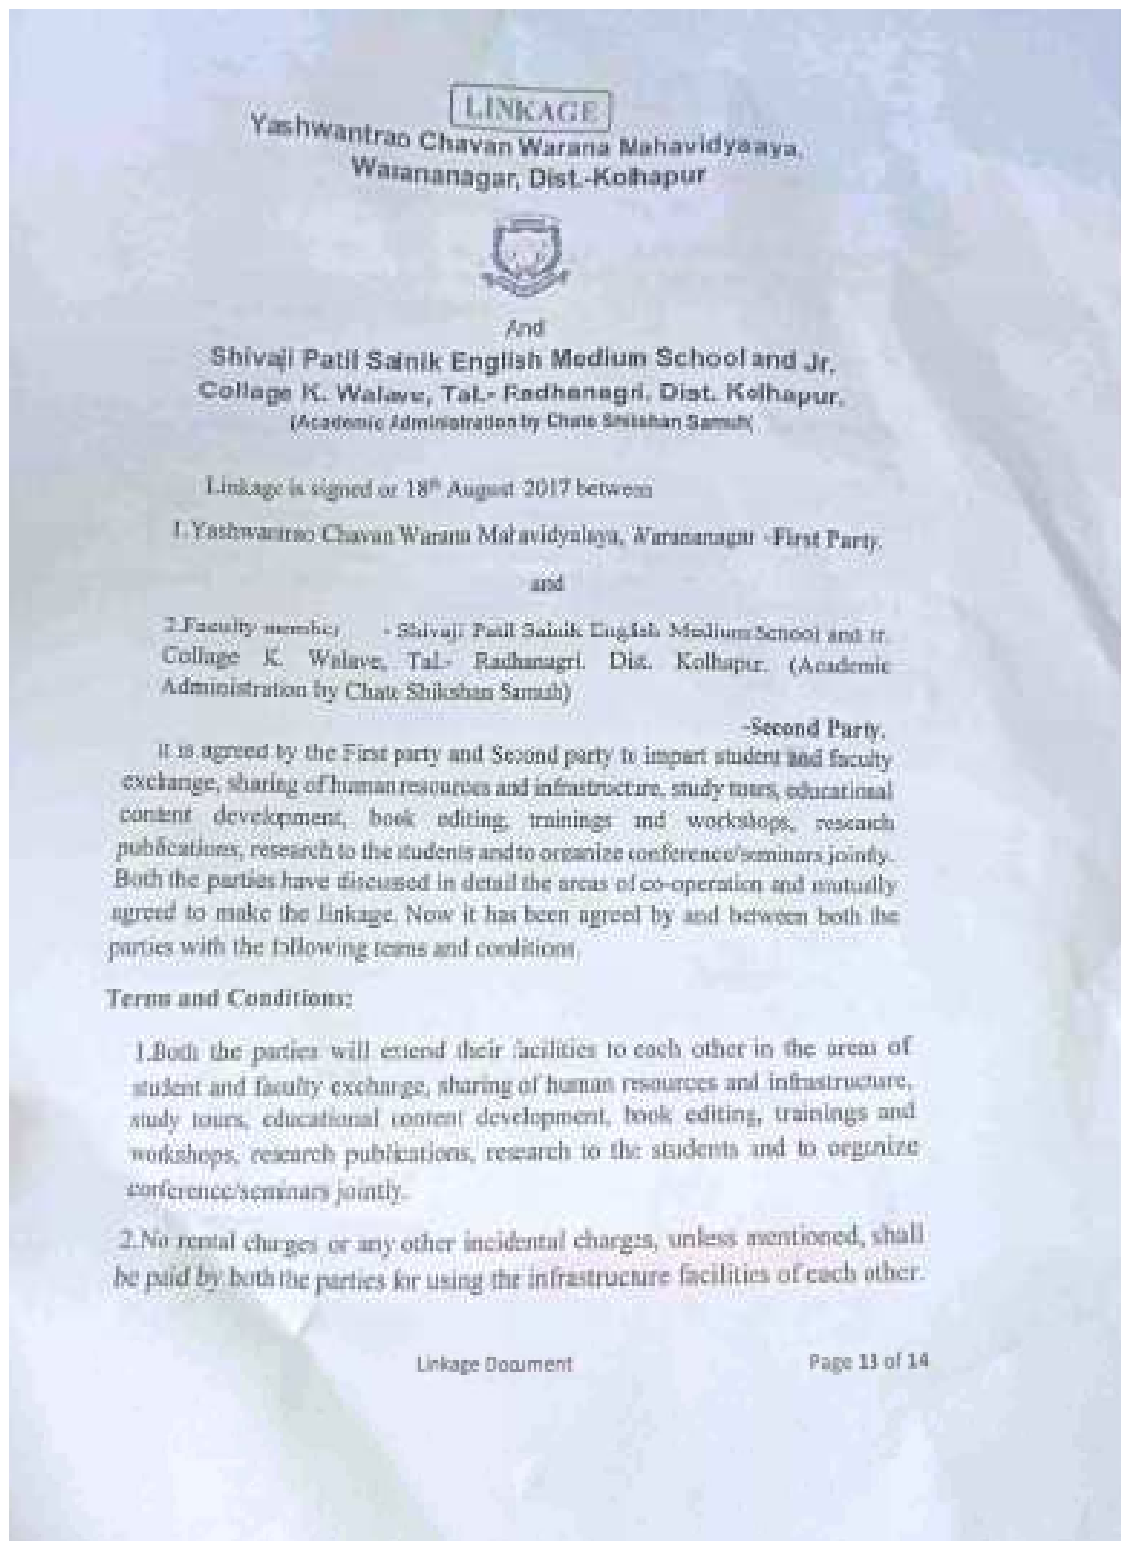 LINKAGE
Yashwantrao Chavan Warana Mahavidyaaya,
Warananagar, Dist.-Kolhapur
And
Shivaji Patil Sainik English Medium School and Jr.
Collage K. Walave, Tal.- Radhanagri. Dist. Kolhapur.
(Academic Administration by Chate Shikshan Samuh(
Linkage is signed or 18th August 2017 between
1.Yashwantrao Chavan Warana Mahavidyalaya, Warananagar -First Party.
and
2.Faculty member - Shivaji Patil Sainik English Medium School and Jr.
Collage K. Walave, Tal.- Radhanagri. Dist. Kolhapur. (Academic
Administration by Chate Shikshan Samuh)
-Second Party.
It is agreed by the First party and Second party to impart student and faculty
exchange, sharing of human resources and infrastructure, study tours, educational
content development, book editing, trainings and workshops, research
publications, research to the students and to organize conference/seminars jointly.
Both the parties have discussed in detail the areas of co-operation and mutually
agreed to make the linkage. Now it has been agreed by and between both the
parties with the following terms and conditions.
Terms and Conditions:
1.Both the parties will extend their facilities to each other in the areas of
student and faculty exchange, sharing of human resources and infrastructure,
study tours, educational content development, book editing, trainings and
workshops, research publications, research to the students and to organize
conference/seminars jointly.
2.No rental charges or any other incidental charges, unless mentioned, shall
be paid by both the parties for using the infrastructure facilities of each other.
Linkage Document Page 13 of 14